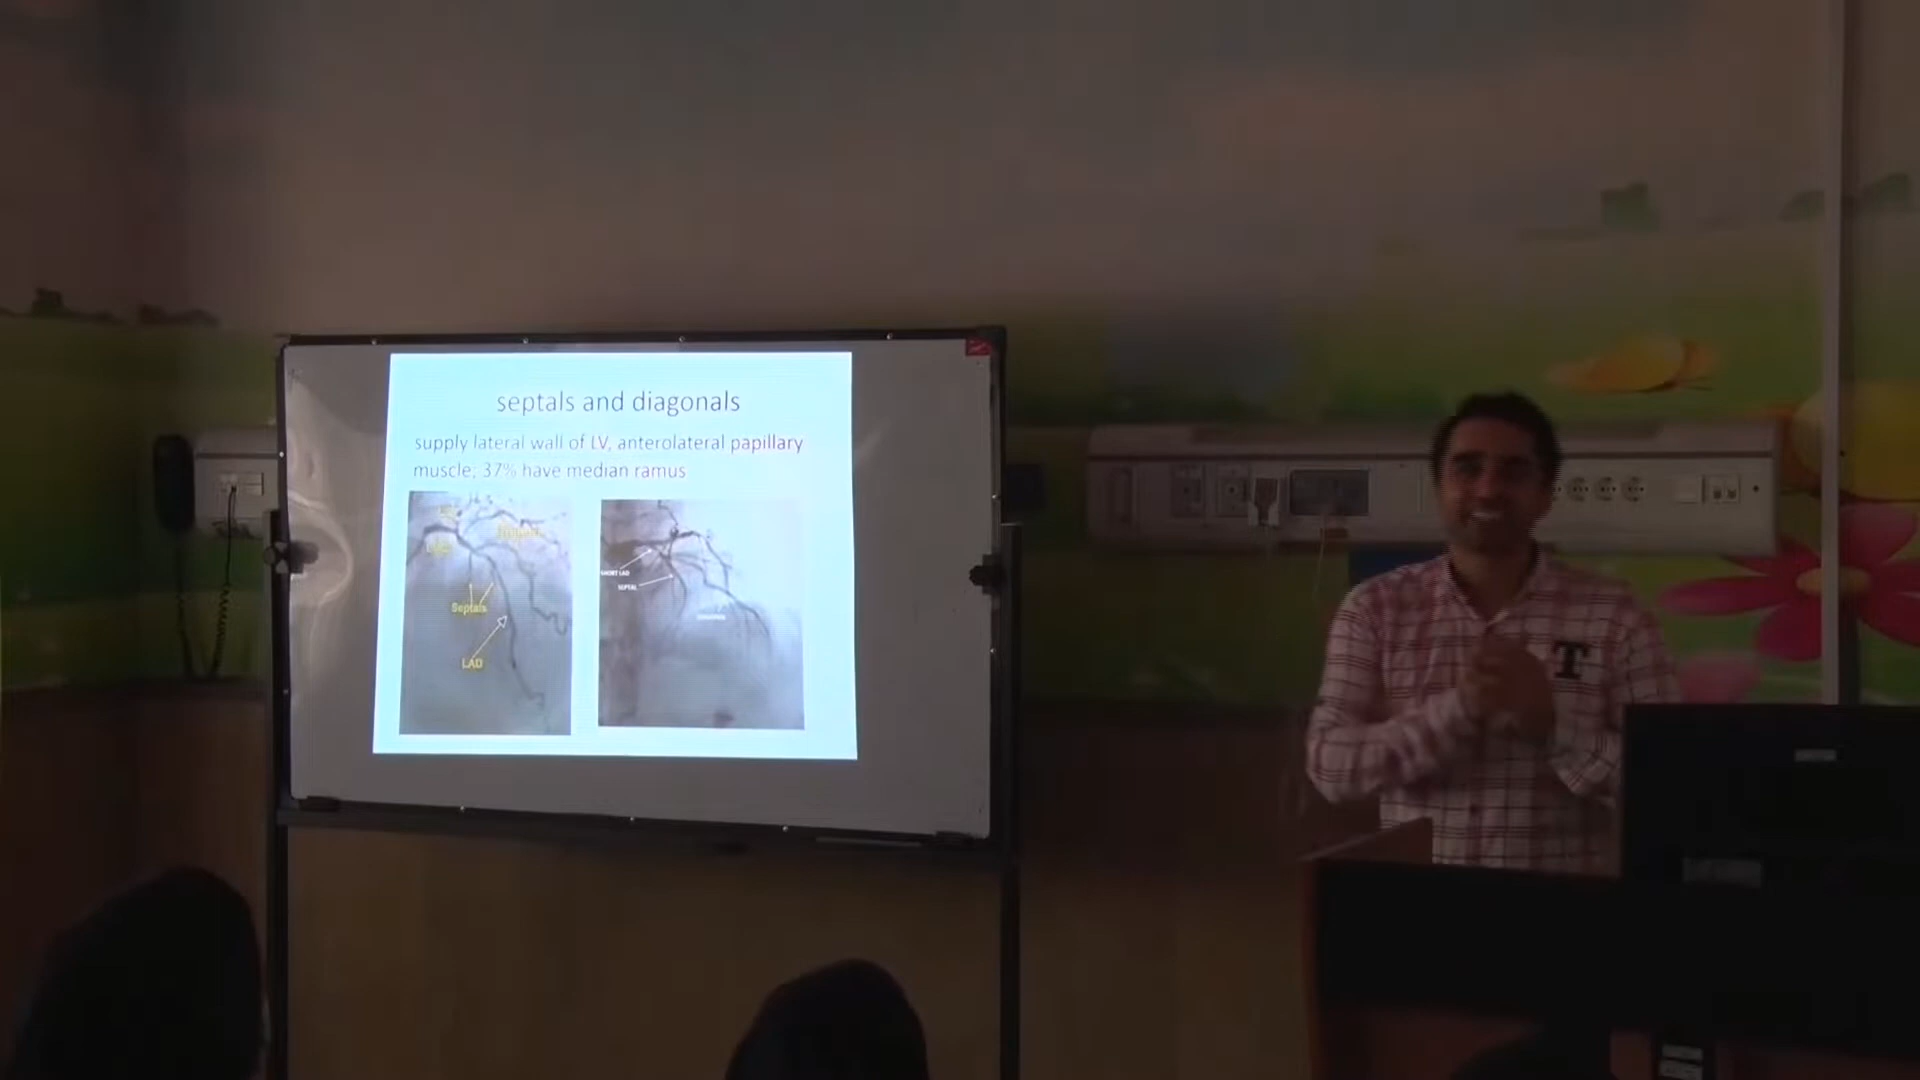 septals and diagonals
supply lateral wall of LV, anterolateral papillary
muscle; 37% have median ramus
Septals
LAD
SHORT LAD
SEPTAL
T